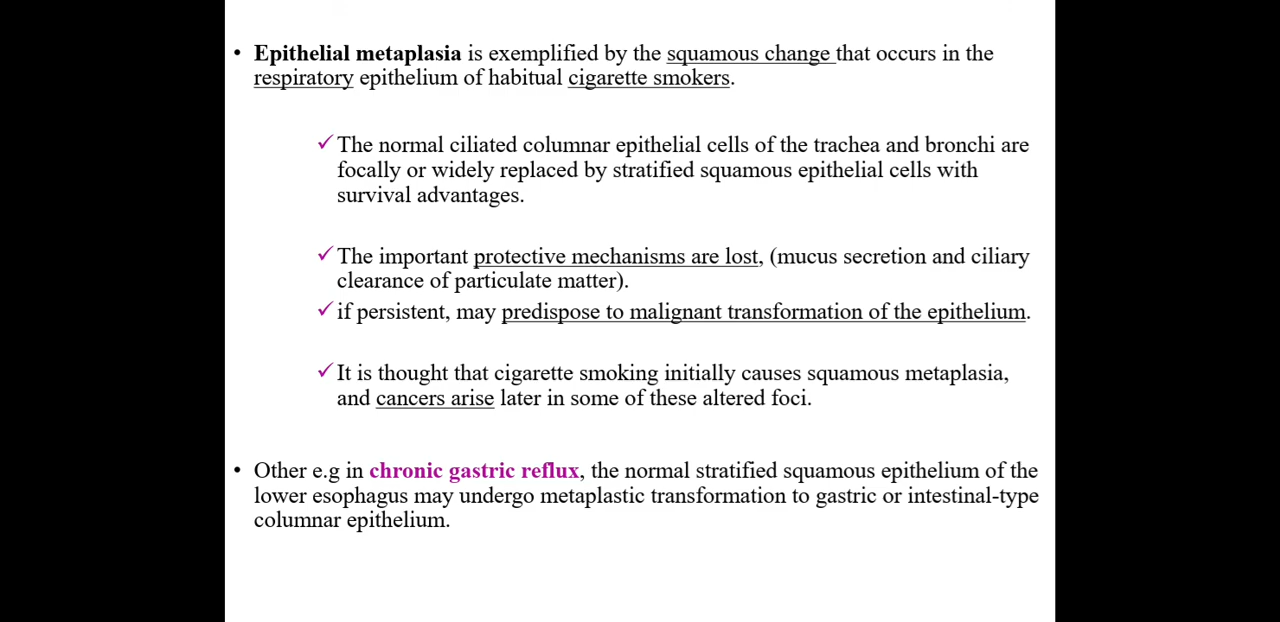 • Epithelial metaplasia is exemplified by the squamous change that occurs in the
respiratory epithelium of habitual cigarette smokers.
✓ The normal ciliated columnar epithelial cells of the trachea and bronchi are
focally or widely replaced by stratified squamous epithelial cells with
survival advantages.
✓ The important protective mechanisms are lost, (mucus secretion and ciliary
clearance of particulate matter).
✓ if persistent, may predispose to malignant transformation of the epithelium.
✓ It is thought that cigarette smoking initially causes squamous metaplasia,
and cancers arise later in some of these altered foci.
• Other e.g in chronic gastric reflux, the normal stratified squamous epithelium of the
lower esophagus may undergo metaplastic transformation to gastric or intestinal-type
columnar epithelium.